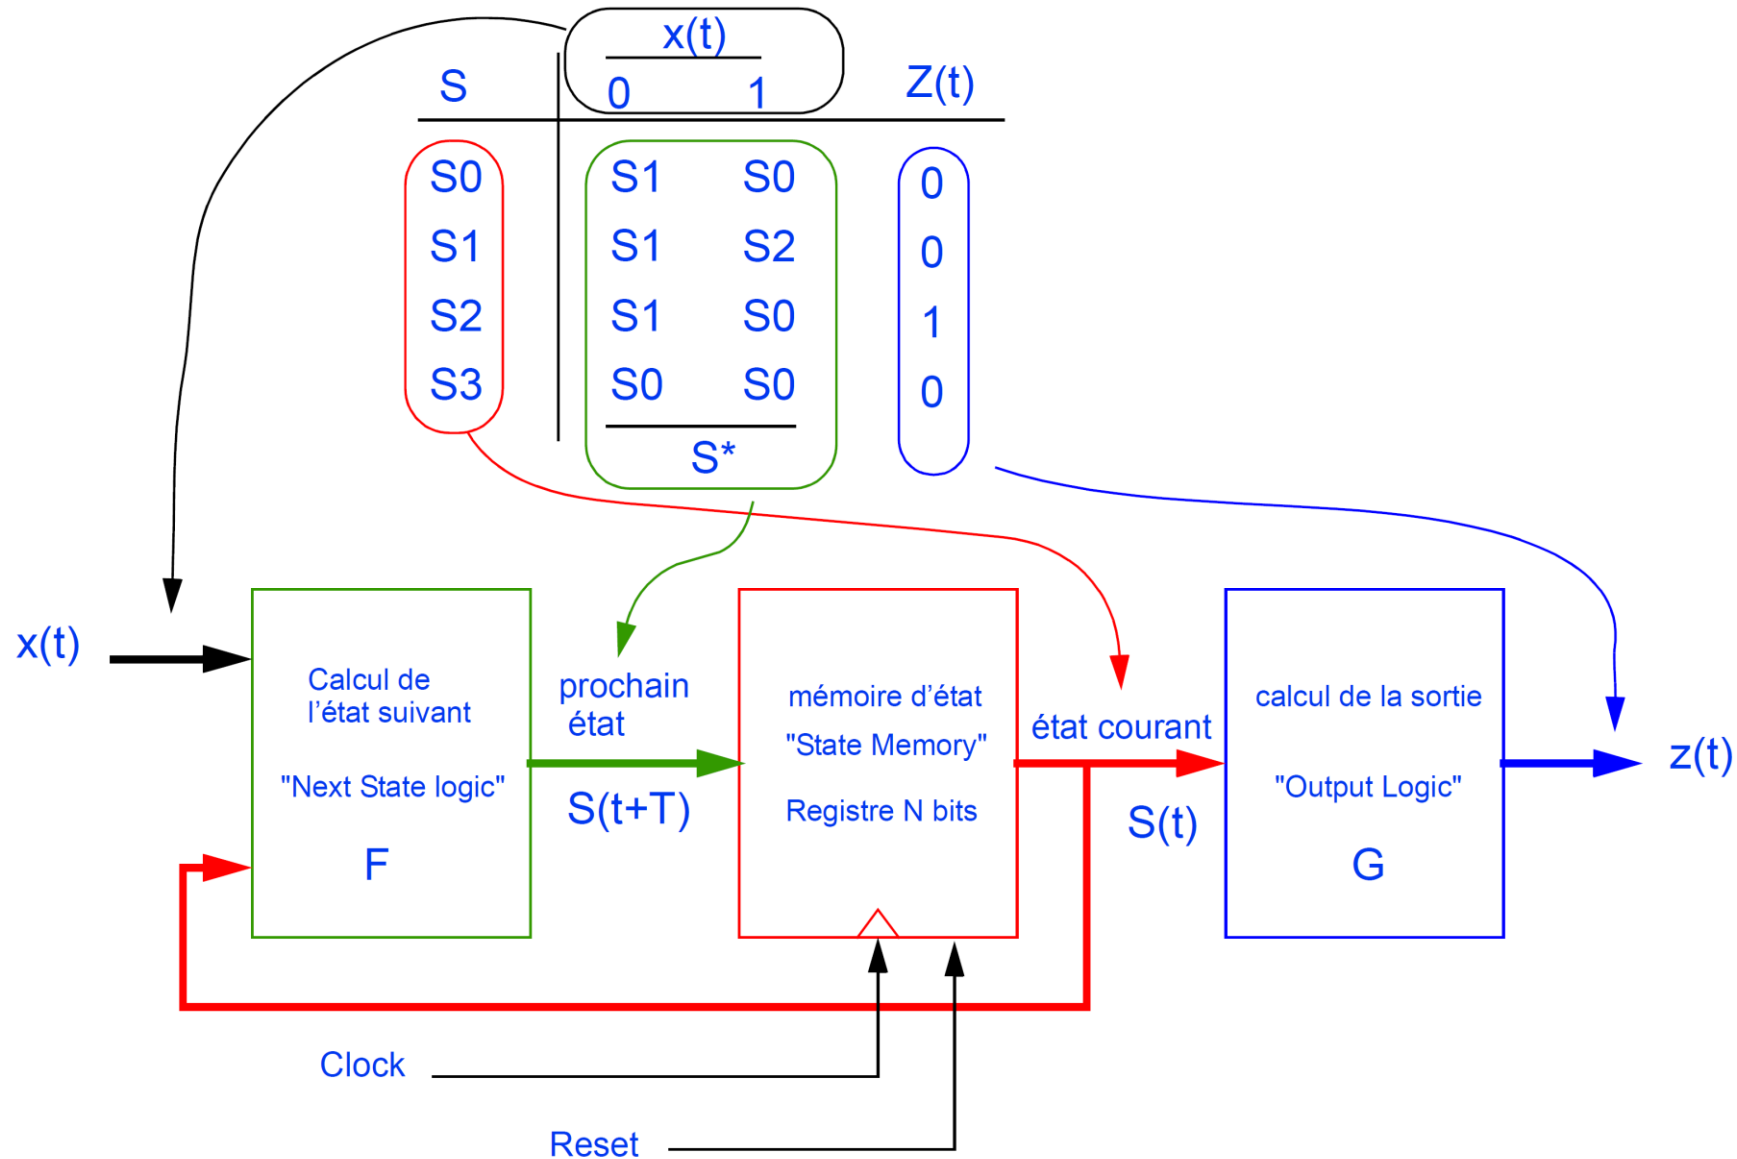 x(t)
S 0 1 Z(t)
S0 S1 S0 0
S1 S1 S2 0
S2 S1 S0 1
S3 S0 S0 0
S*
x(t)
Calcul de
l'état suivant
"Next State logic"
F
prochain
état
S(t+T)
mémoire d'état
"State Memory"
Registre N bits
état courant
S(t)
calcul de la sortie
"Output Logic"
G
z(t)
Clock
Reset